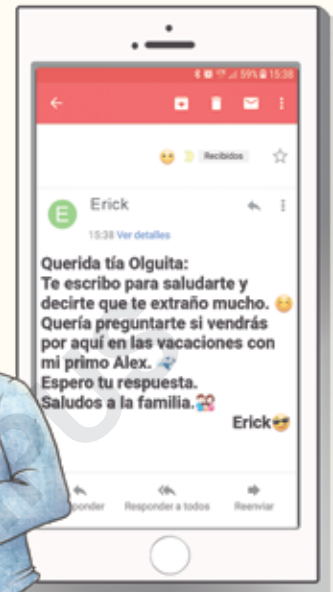 59% 15:38
Recibidos
E
Erick
15:38 Ver detalles
Querida tía Olguita:
Te escribo para saludarte y
decirte que te extraño mucho. 😊
Quería preguntarte si vendrás
por aquí en las vacaciones con
mi primo Alex.
Espero tu respuesta.
Saludos a la familia.
Erick😎
Responder a todos
Reenviar